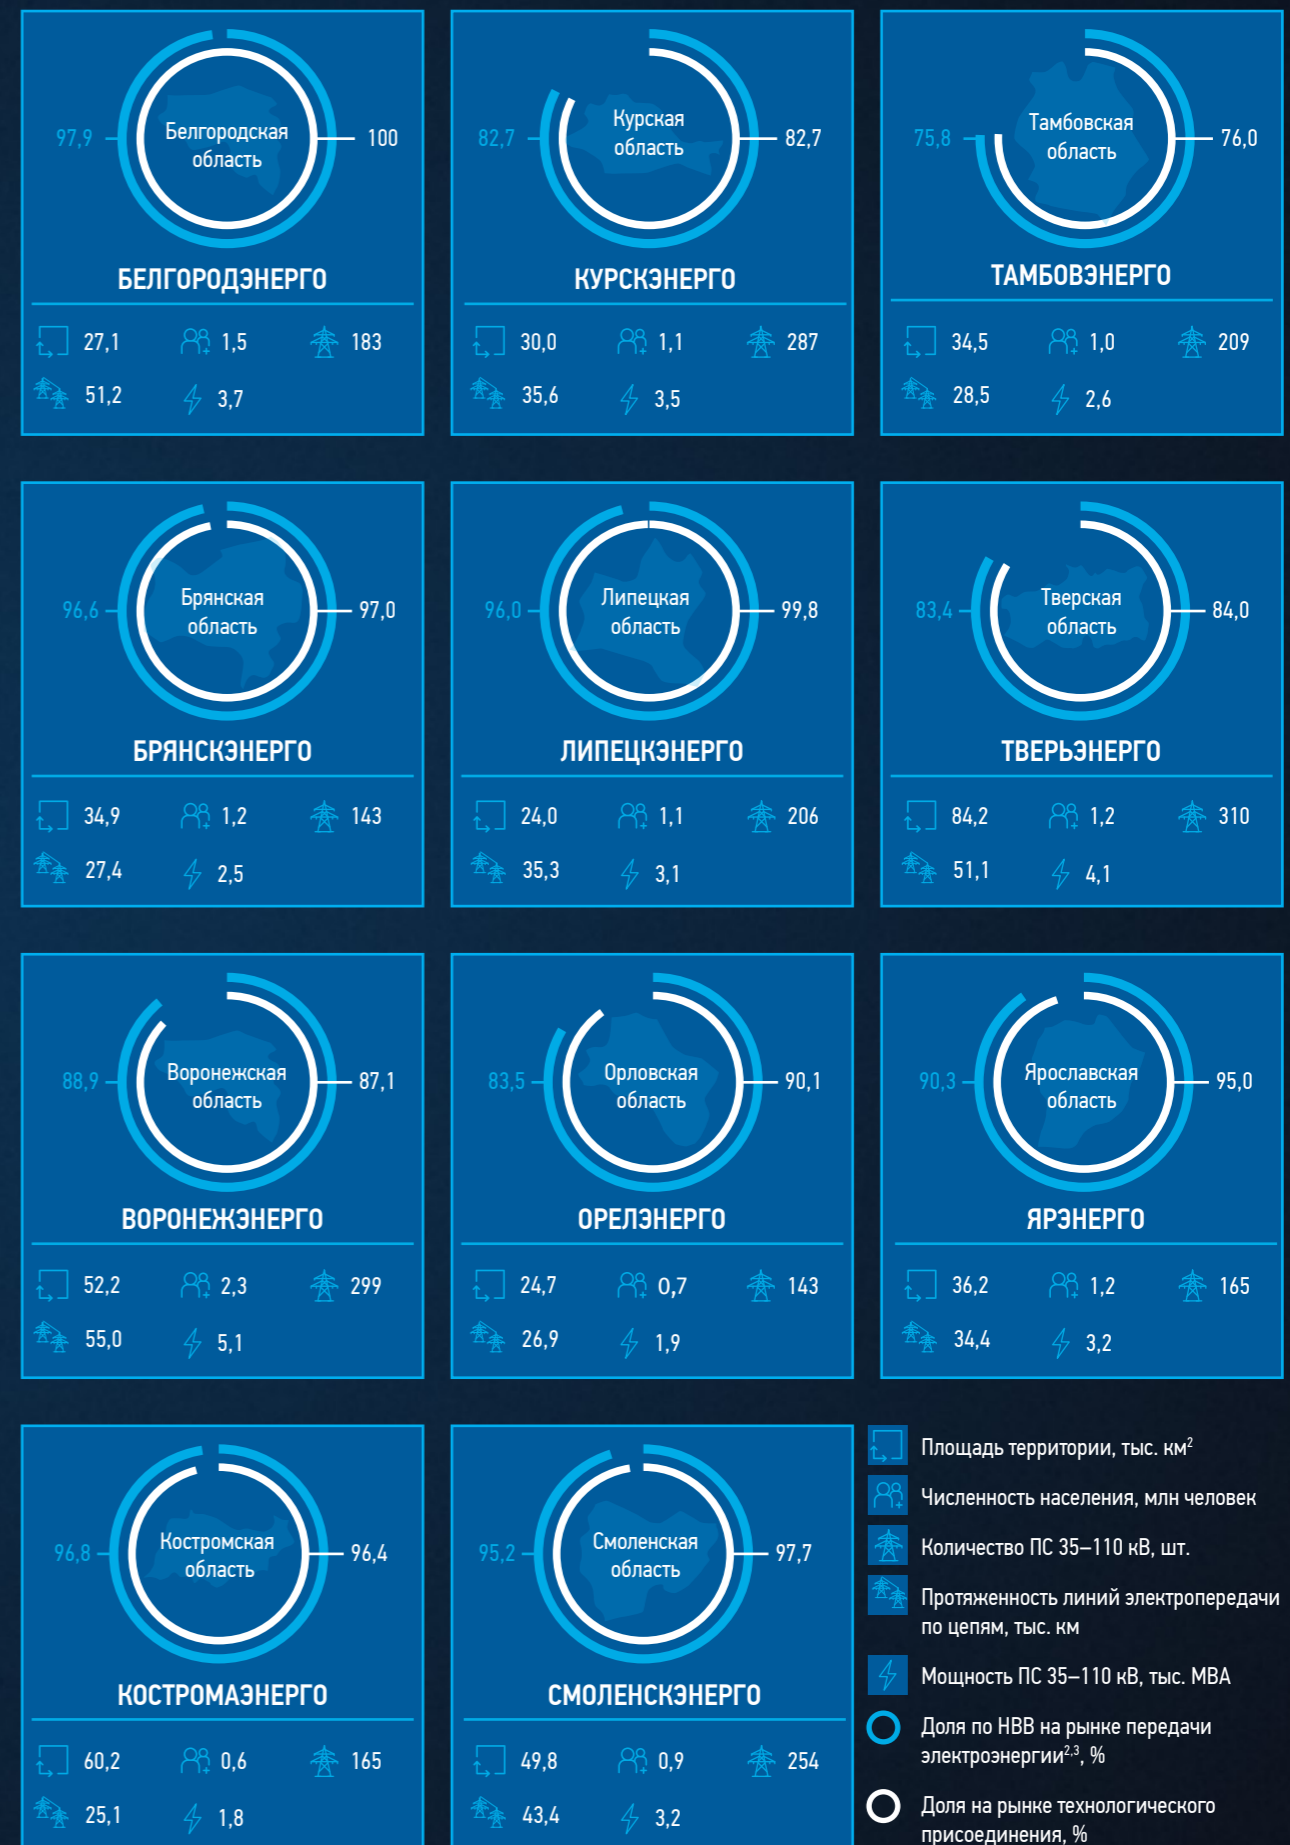 97,9
Белгородская
область
100
БЕЛГОРОДЭНЕРГО
27,1
1,5
183
51,2
3,7
82,7
Курская
область
82,7
КУРСКЭНЕРГО
30,0
1,1
287
35,6
3,5
75,8
Тамбовская
область
76,0
ТАМБОВЭНЕРГО
34,5
1,0
209
28,5
2,6
96,6
Брянская
область
97,0
БРЯНСКЭНЕРГО
34,9
1,2
143
27,4
2,5
96,0
Липецкая
область
99,8
ЛИПЕЦКЭНЕРГО
24,0
1,1
206
35,3
3,1
83,4
Тверская
область
84,0
ТВЕРЬЭНЕРГО
84,2
1,2
310
51,1
4,1
88,9
Воронежская
область
87,1
ВОРОНЕЖЭНЕРГО
52,2
2,3
299
55,0
5,1
83,5
Орловская
область
90,1
ОРЕЛЭНЕРГО
24,7
0,7
143
26,9
1,9
90,3
Ярославская
область
95,0
ЯРЭНЕРГО
36,2
1,2
165
34,4
3,2
96,8
Костромская
область
96,4
КОСТРОМАЭНЕРГО
60,2
0,6
165
25,1
1,8
95,2
Смоленская
область
97,7
СМОЛЕНСКЭНЕРГО
49,8
0,9
254
43,4
3,2
Площадь территории, тыс. км²
Численность населения, млн человек
Количество ПС 35–110 кВ, шт.
Протяженность линий электропередачи
по цепям, тыс. км
Мощность ПС 35–110 кВ, тыс. МВА
Доля по НВВ на рынке передачи
электроэнергии²,³, %
Доля на рынке технологического
присоединения, %